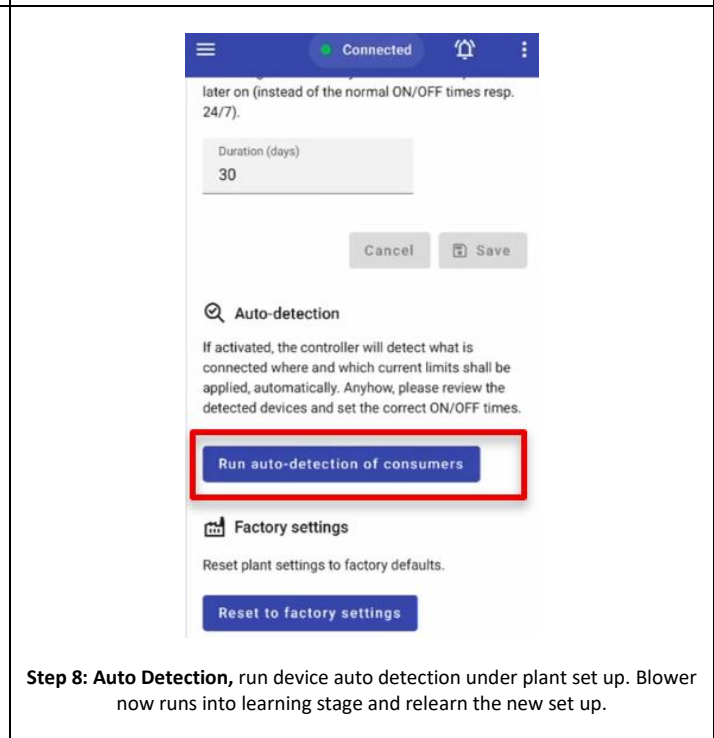 Connected
later on (instead of the normal ON/OFF times resp.
24/7).
Duration (days)
30
Cancel
Save
Auto-detection
If activated, the controller will detect what is
connected where and which current limits shall be
applied, automatically. Anyhow, please review the
detected devices and set the correct ON/OFF times.
Run auto-detection of consumers
Factory settings
Reset plant settings to factory defaults.
Reset to factory settings
Step 8: Auto Detection, run device auto detection under plant set up. Blower
now runs into learning stage and relearn the new set up.